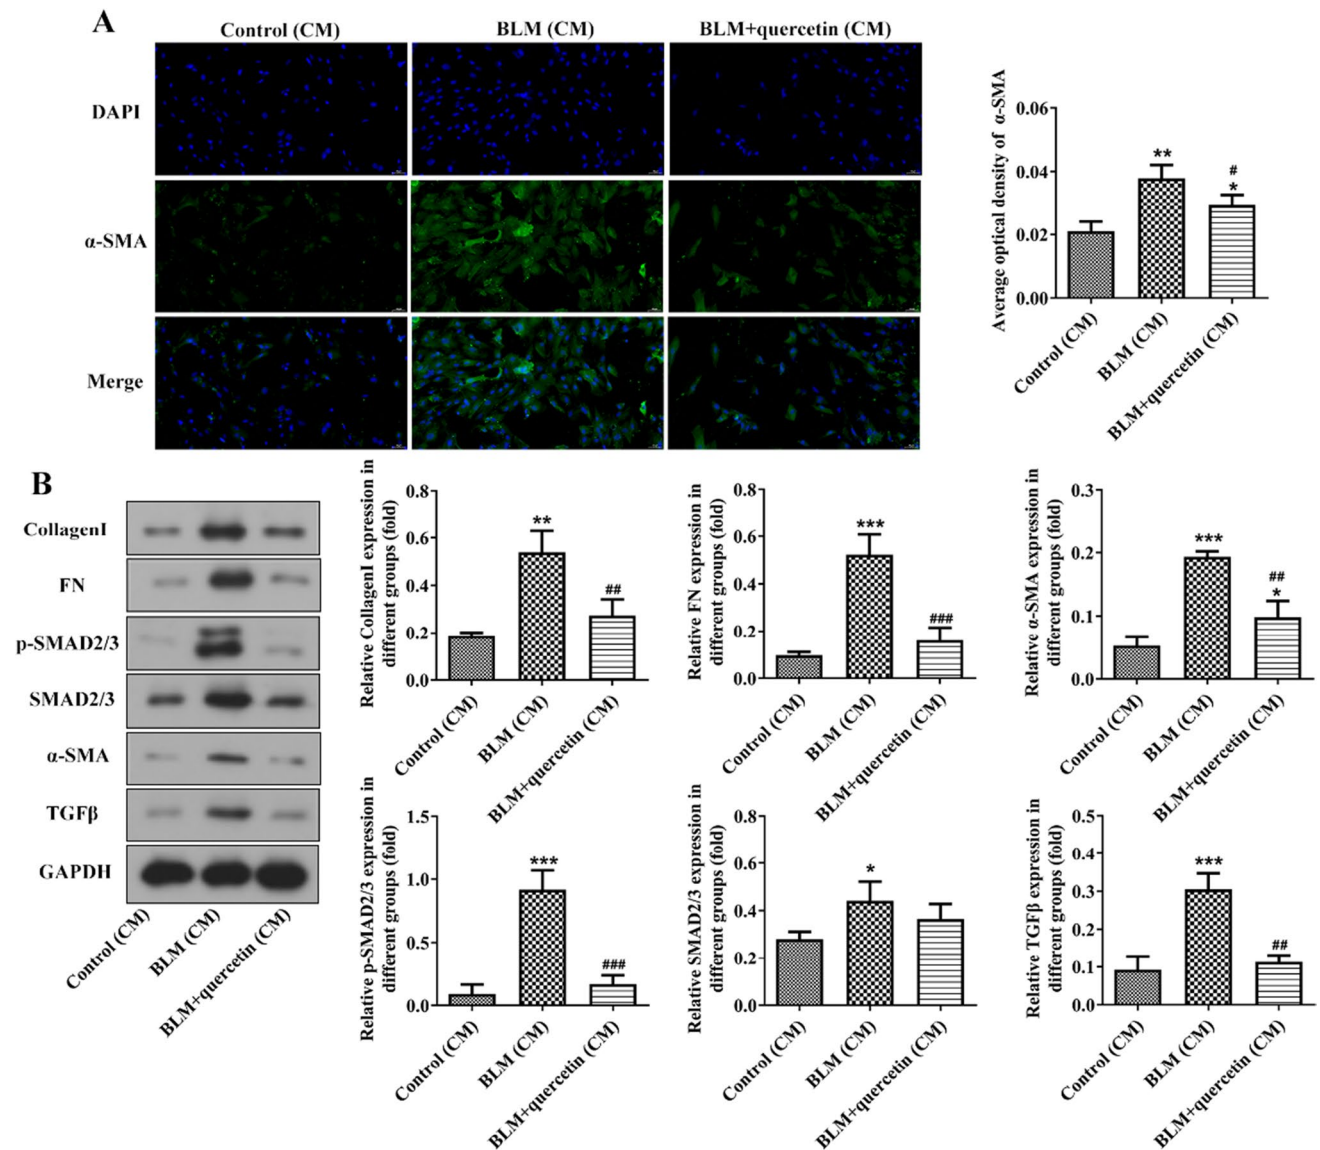 A
Control (CM)
BLM (CM)
BLM+quercetin (CM)
DAPI
α-SMA
Merge
Average optical density of α-SMA
0.06
0.04
0.02
0.00
**
#
*
Control (CM)
BLM (CM)
BLM+quercetin (CM)
B
CollagenI
FN
p-SMAD2/3
SMAD2/3
α-SMA
TGFβ
GAPDH
Control (CM)
BLM (CM)
BLM+quercetin (CM)
Relative CollagenI expression in
different groups (fold)
0.8
0.6
0.4
0.2
0.0
**
##
Control (CM)
BLM (CM)
BLM+quercetin (CM)
Relative FN expression in
different groups (fold)
0.8
0.6
0.4
0.2
0.0
***
###
Control (CM)
BLM (CM)
BLM+quercetin (CM)
Relative α-SMA expression in
different groups (fold)
0.3
0.2
0.1
0.0
***
##
*
Control (CM)
BLM (CM)
BLM+quercetin (CM)
Relative p-SMAD2/3 expression in
different groups (fold)
1.5
1.0
0.5
0.0
***
###
Control (CM)
BLM (CM)
BLM+quercetin (CM)
Relative SMAD2/3 expression in
different groups (fold)
0.8
0.6
0.4
0.2
0.0
*
Control (CM)
BLM (CM)
BLM+quercetin (CM)
Relative TGFβ expression in
different groups (fold)
0.5
0.4
0.3
0.2
0.1
0.0
***
##
Control (CM)
BLM (CM)
BLM+quercetin (CM)